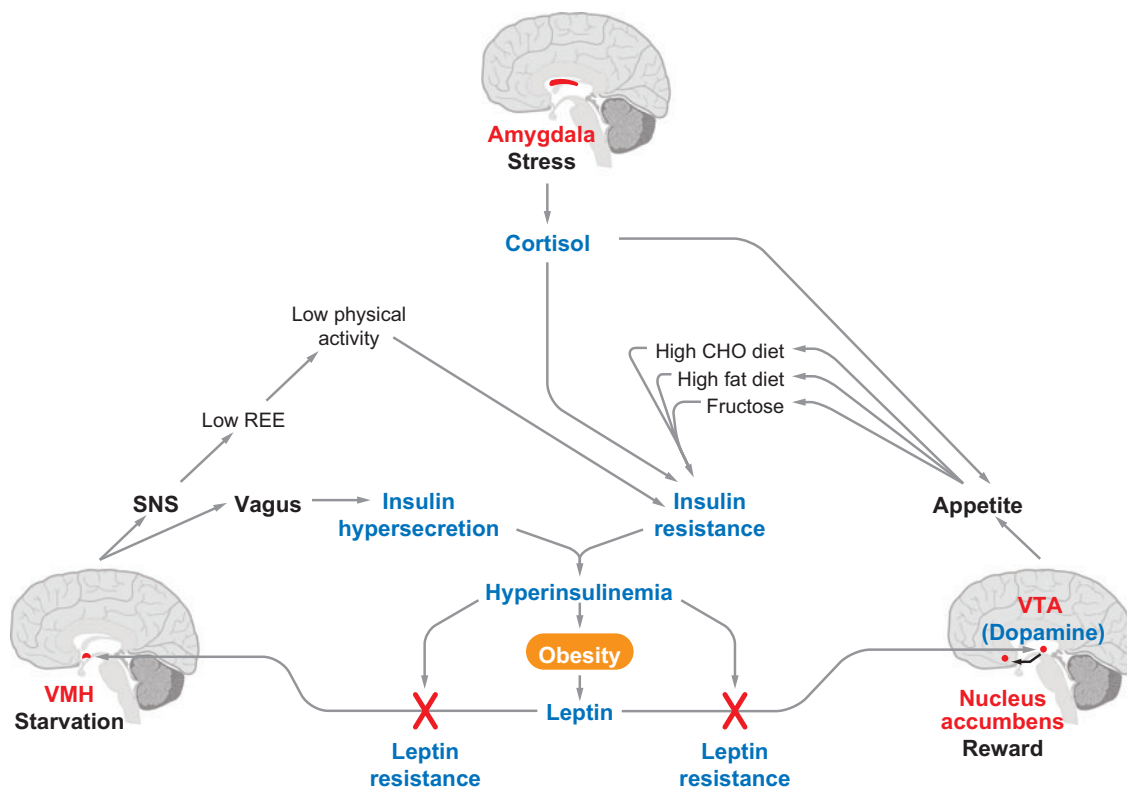 Amygdala
Stress
Cortisol
Low physical
activity
High CHO diet
High fat diet
Fructose
Low REE
SNS
Vagus
Insulin
hypersecretion
Insulin
resistance
Appetite
Hyperinsulinemia
VTA
(Dopamine)
Obesity
VMH
Starvation
Leptin
Nucleus
accumbens
Reward
Leptin
resistance
Leptin
resistance